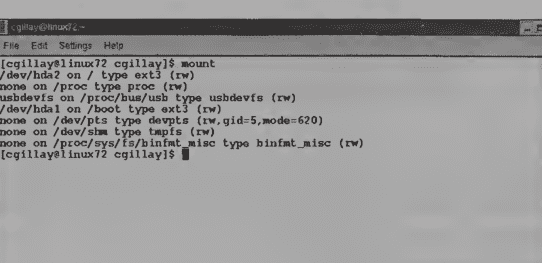 cgillay@linux72:~
File Edit Settings Help
[cgillay@linux72 cgillay]$ mount
/dev/hda2 on / type ext3 (rw)
none on /proc type proc (rw)
usbdevfs on /proc/bus/usb type usbdevfs (rw)
/dev/hda1 on /boot type ext3 (rw)
none on /dev/pts type devpts (rw,gid=5,mode=620)
none on /dev/shm type tmpfs (rw)
none on /proc/sys/fs/binfmt_misc type binfmt_misc (rw)
[cgillay@linux72 cgillay]$